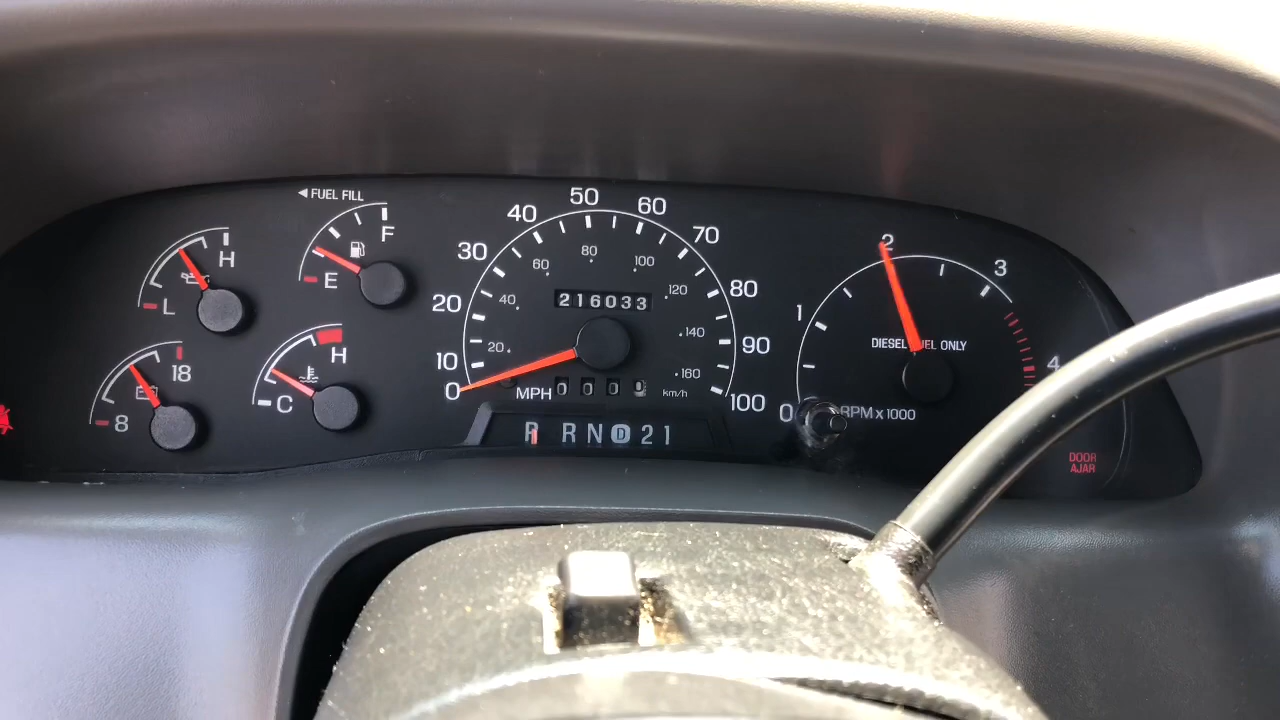 ◄ FUEL FILL
H
L
F
E
18
8
H
C
0
10
20
30
40
50
60
70
80
90
100
20
40
60
80
100
120
140
160
216033
MPH
0 0 0
km/h
R N D 2 1
0
1
2
3
4
DIESEL FUEL ONLY
RPM x 1000
DOOR
AJAR